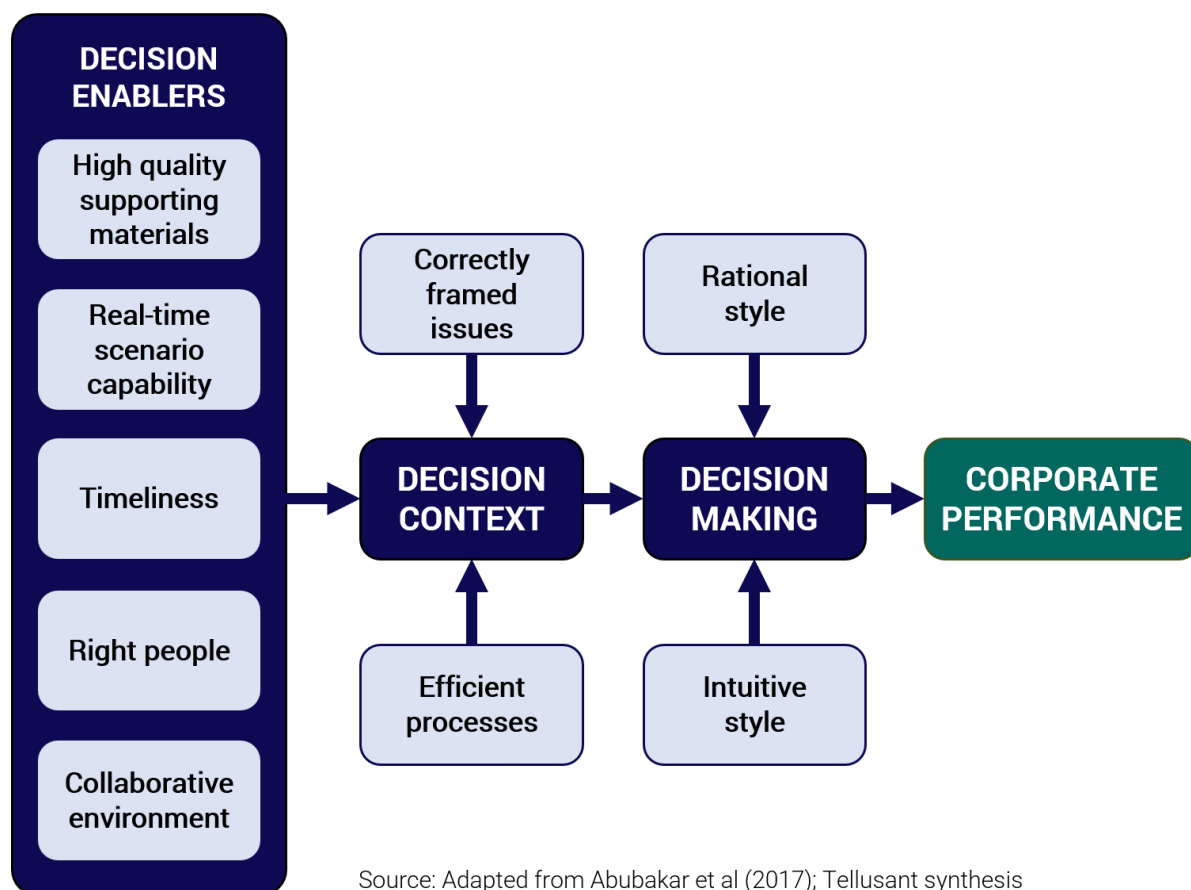 DECISION
ENABLERS
High quality
supporting
materials
Real-time
scenario
capability
Timeliness
Right people
Collaborative
environment
Correctly
framed
issues
DECISION
CONTEXT
Efficient
processes
Rational
style
DECISION
MAKING
Intuitive
style
CORPORATE
PERFORMANCE
Source: Adapted from Abubakar et al (2017); Tellusant synthesis